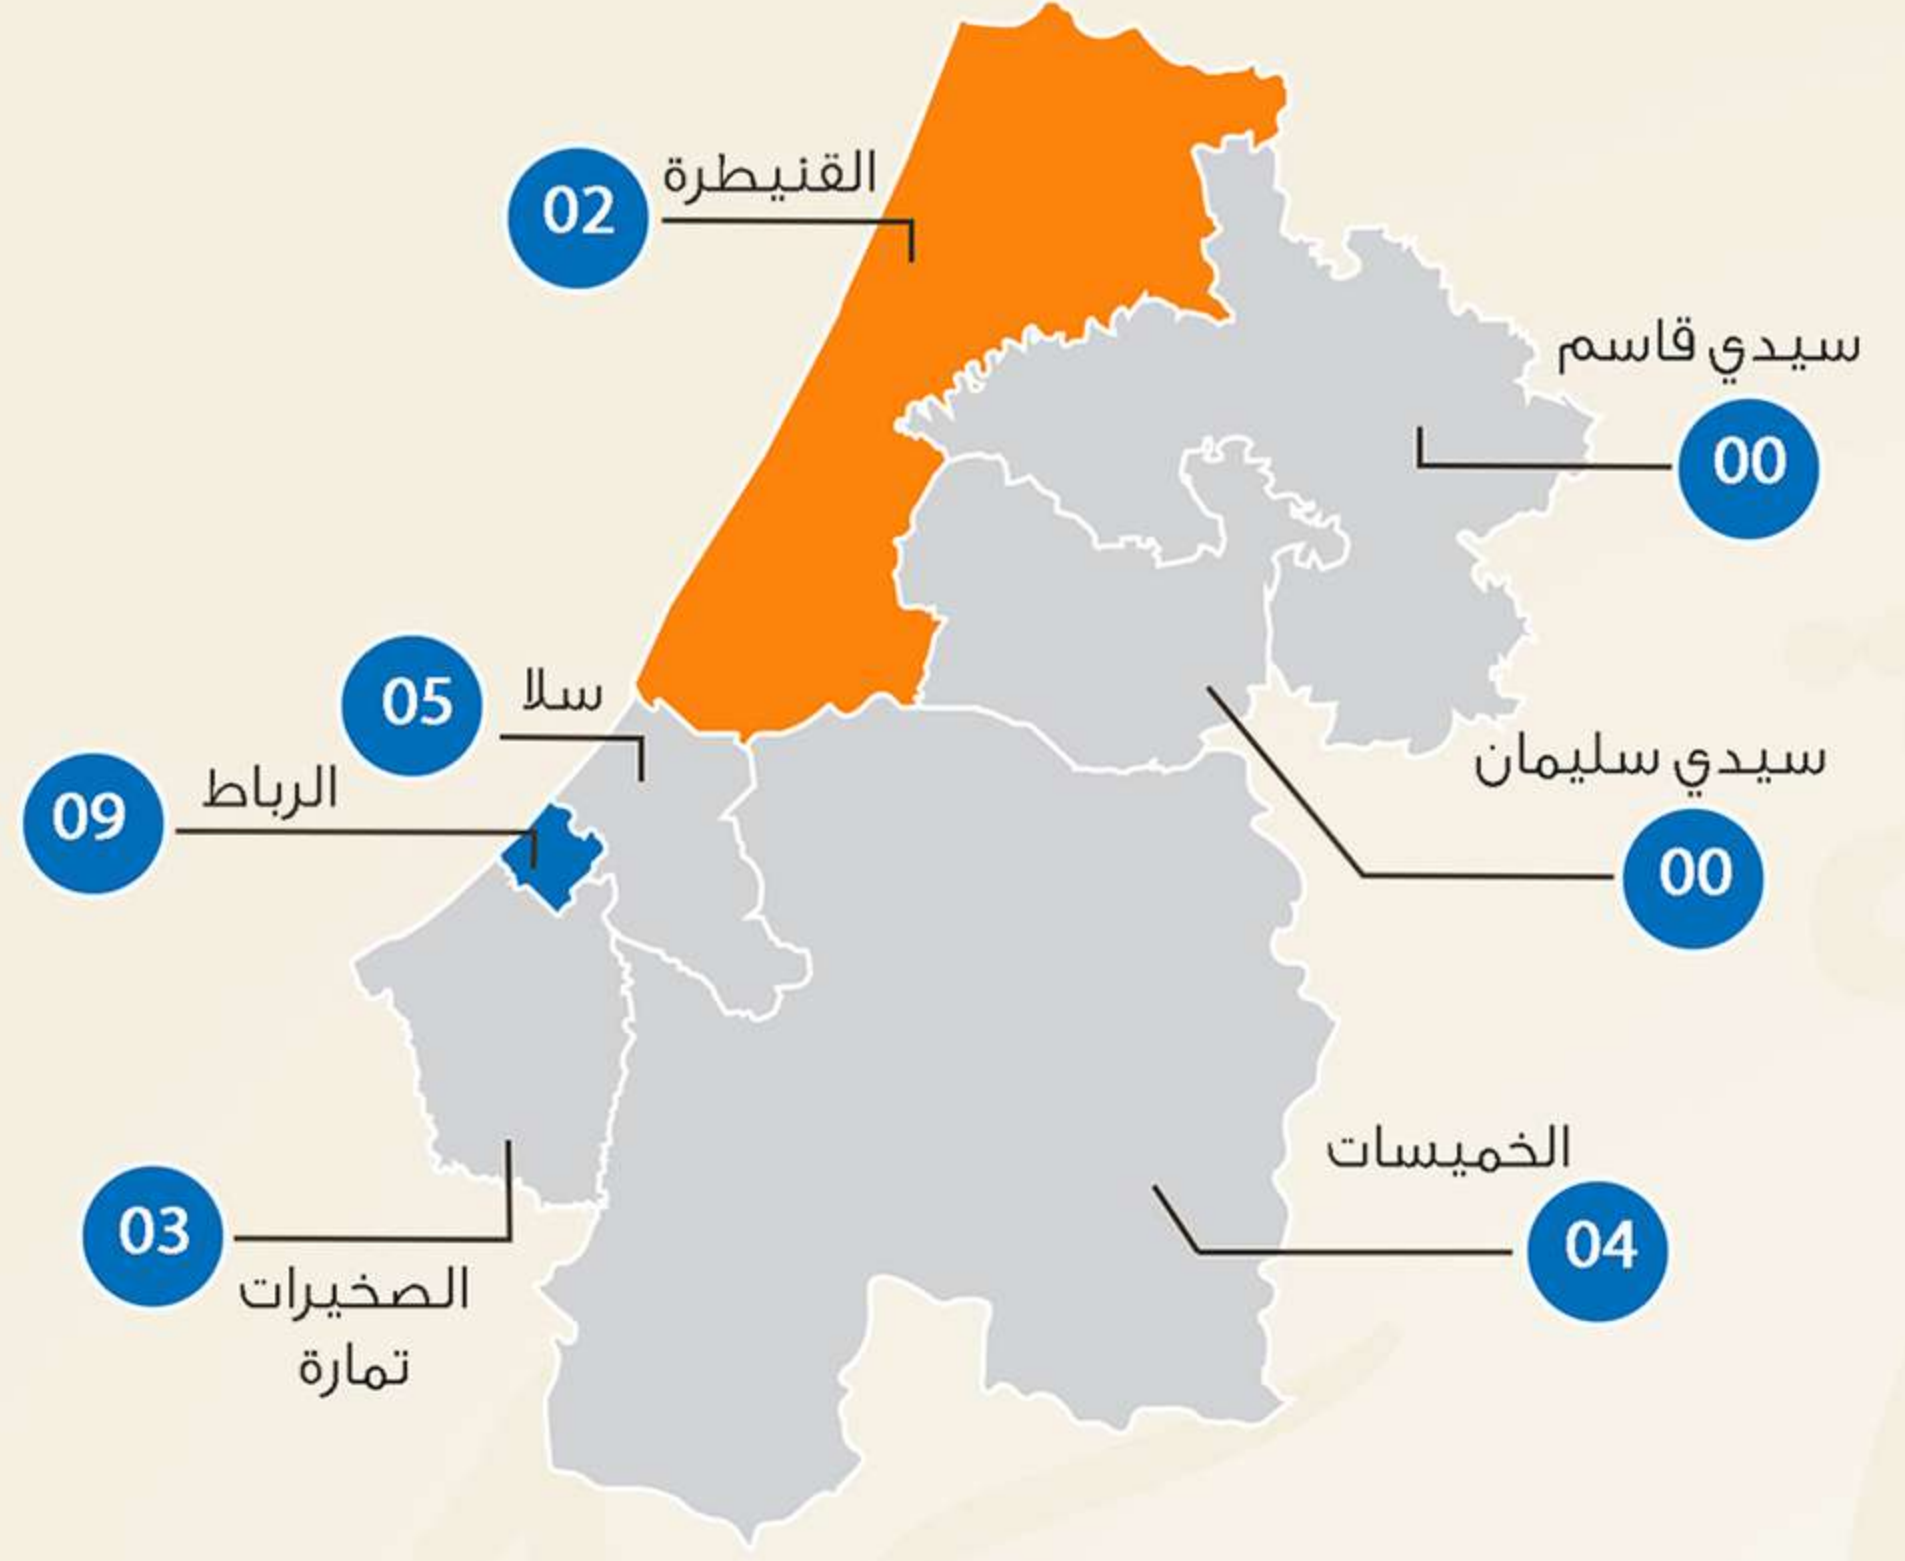 القنيطرة
02
سيدي قاسم
00
سلا
05
سيدي سليمان
00
الرباط
09
الخميسات
04
03
الصخيرات
تمارة